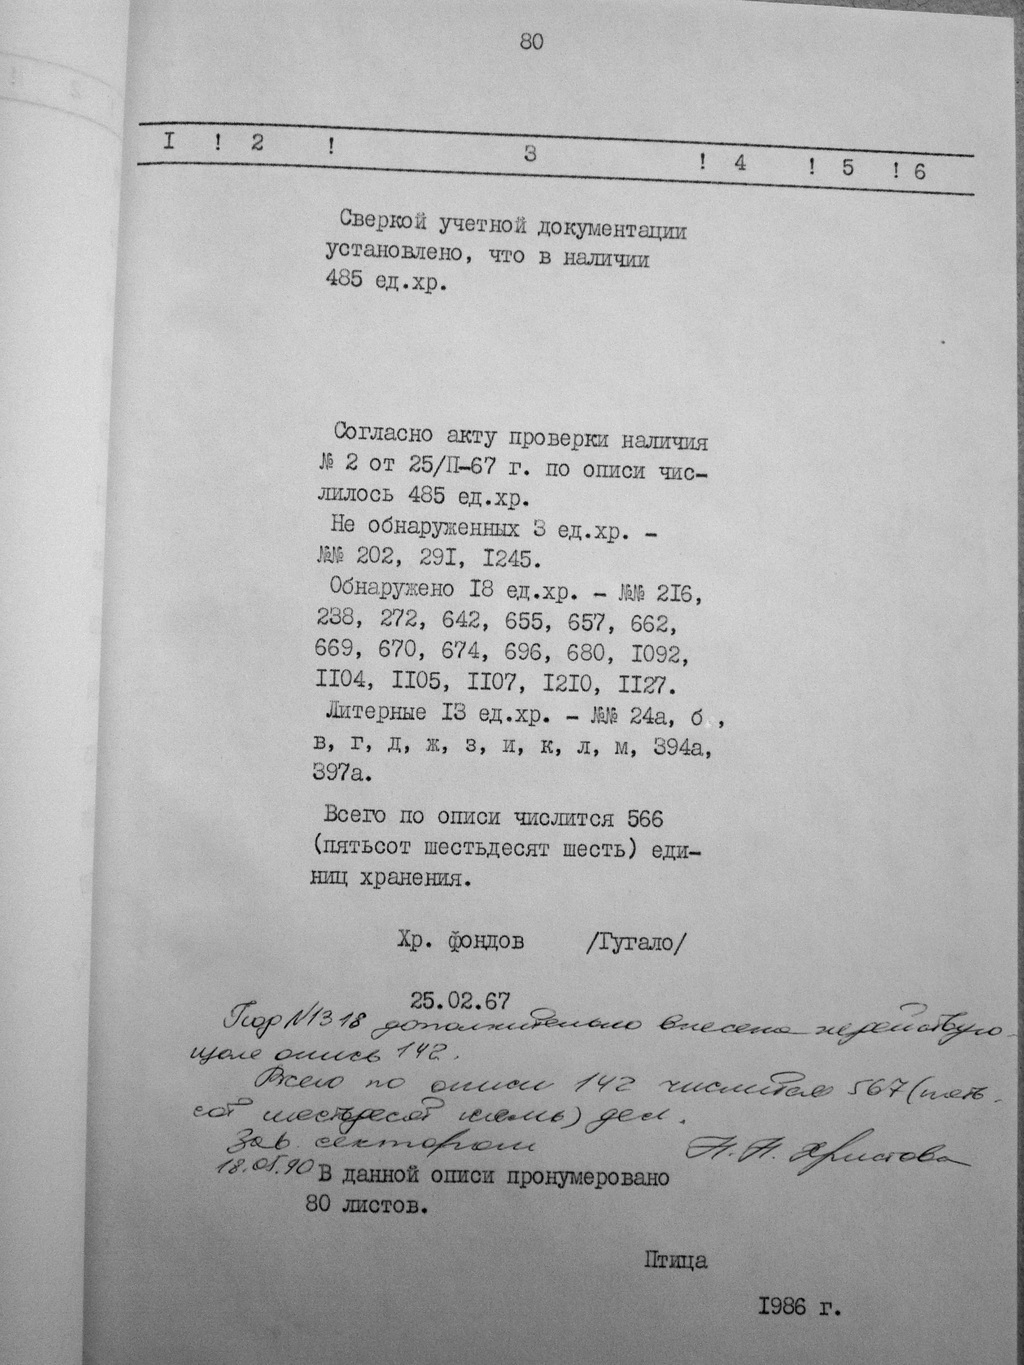 80
I ! 2 ! 3 ! 4 ! 5 ! 6
Сверкой учетной документации
установлено, что в наличии
485 ед.хр.
Согласно акту проверки наличия
№ 2 от 25/П-67 г. по описи чис-
лилось 485 ед.хр.
Не обнаруженных 3 ед.хр. -
№№ 202, 29I, I245.
Обнаружено I8 ед.хр. - №№ 2I6,
238, 272, 642, 655, 657, 662,
669, 670, 674, 696, 680, I092,
II04, II05, II07, I2I0, II27.
Литерные I3 ед.хр. - №№ 24а, б ,
в, г, д, ж, з, и, к, л, м, 394а,
397а.
Всего по описи числится 566
(пятьсот шестьдесят шесть) еди-
ниц хранения.
Хр. фондов /Тугало/
25.02.67
Под №1318 дополнительно внесена недействую-
щая опись 142.
Всего по описи 142 числится 567 (пять-
сот шестьдесят семь) дел.
Зав. сектором Н.П. Христова
18.05.90
В данной описи пронумеровано
80 листов.
Птица
I986 г.